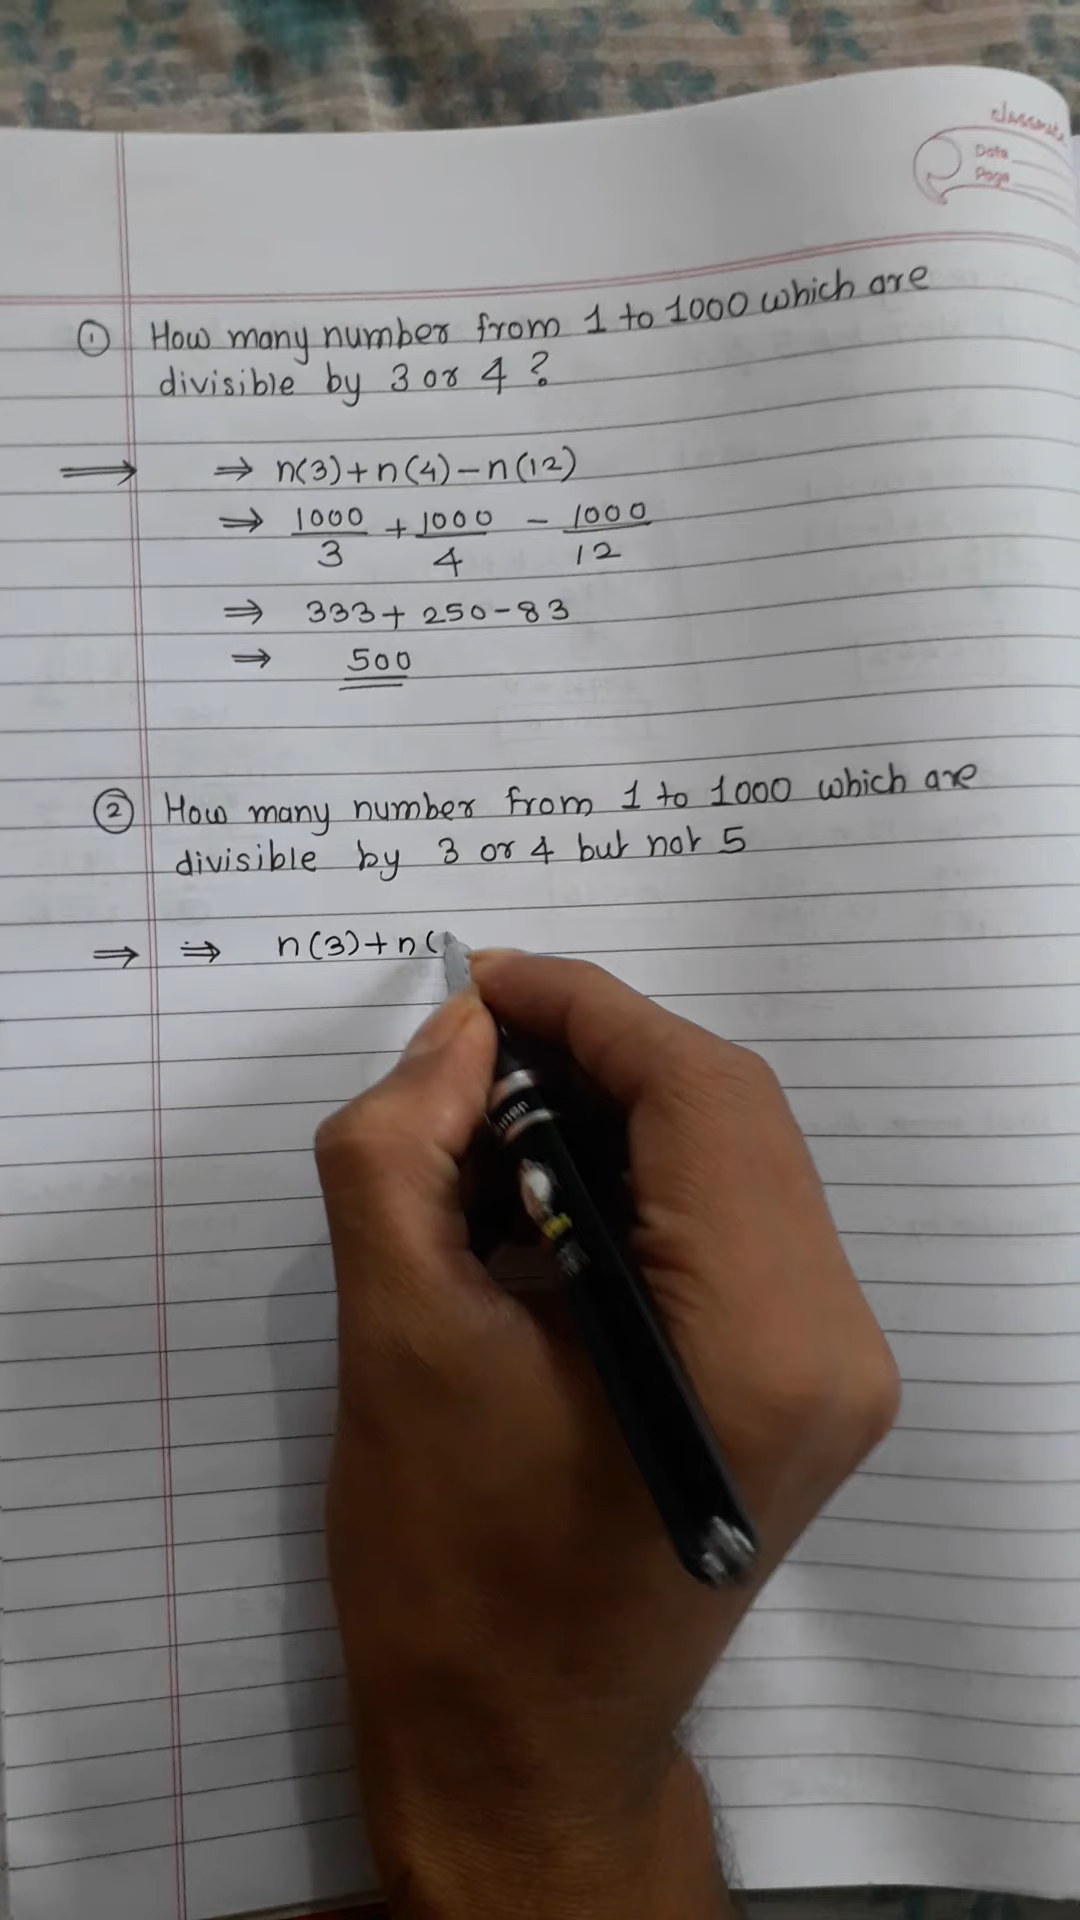 classmate
Date
Page
① How many number from 1 to 1000 which are
divisible by 3 or 4 ?
⟹ ⇒ n(3)+n(4)-n(12)
⇒ 1000/3 + 1000/4 - 1000/12
⇒ 333+250-83
⇒ 500
② How many number from 1 to 1000 which are
divisible by 3 or 4 but not 5
⇒ ⇒ n(3)+n(